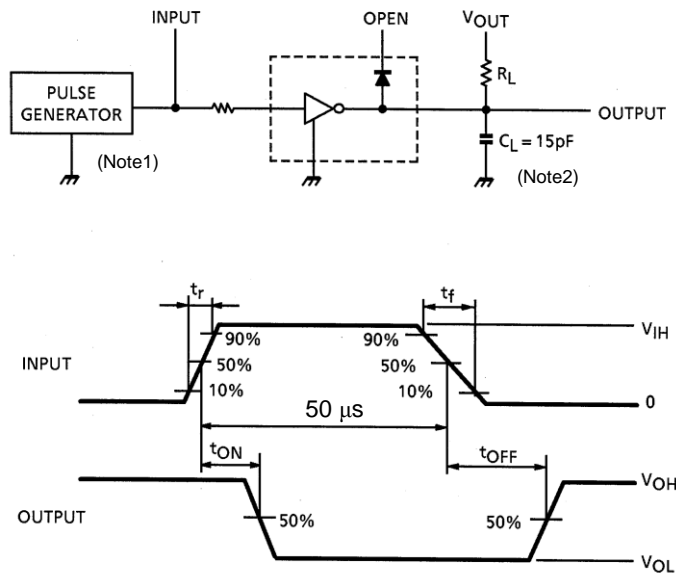 INPUT
OPEN
VOUT
PULSE
GENERATOR
RL
OUTPUT
(Note1)
CL = 15pF
(Note2)
tr
tf
INPUT
90%
50%
10%
90%
50%
10%
VIH
0
50 μs
tON
tOFF
OUTPUT
50%
50%
VOH
VOL